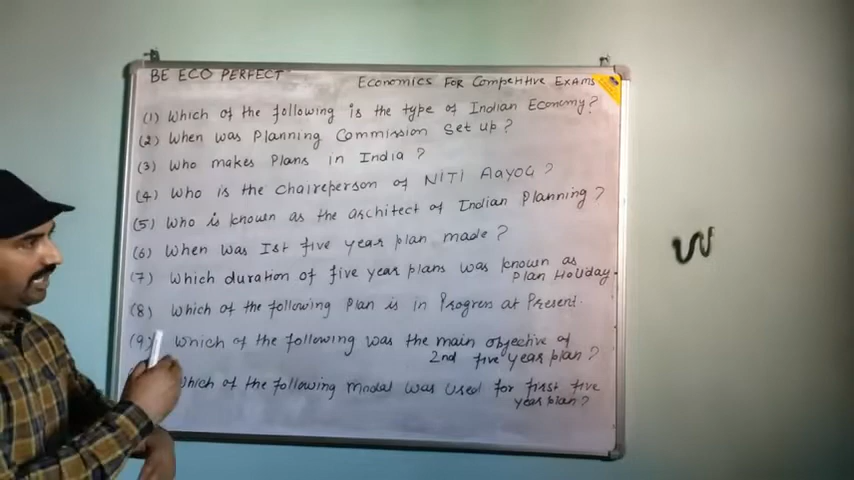 BE ECO PERFECT
Economics For Competitive Exams
(1) Which of the following is the type of Indian Economy?
(2) When was Planning Commission Set up?
(3) Who makes Plans in India?
(4) Who is the chaireperson of NITI AAYOG?
(5) Who is known as the architect of Indian Planning?
(6) When was Ist five year plan made?
(7) Which duration of five year plans was known as
Plan Holiday.
(8) Which of the following Plan is in Progress at Present.
(9) Which of the following was the main objective of
2nd five year plan?
Which of the following modal was used for first five
year plan?